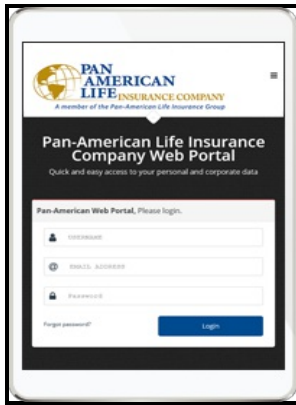 PAN
AMERICAN
LIFE INSURANCE COMPANY
A member of the Pan-American Life Insurance Group
Pan-American Life Insurance
Company Web Portal
Quick and easy access to your personal and corporate data
Pan-American Web Portal, Please login.
USERNAME
@ EMAIL ADDRESS
Password
Forgot password?
Login